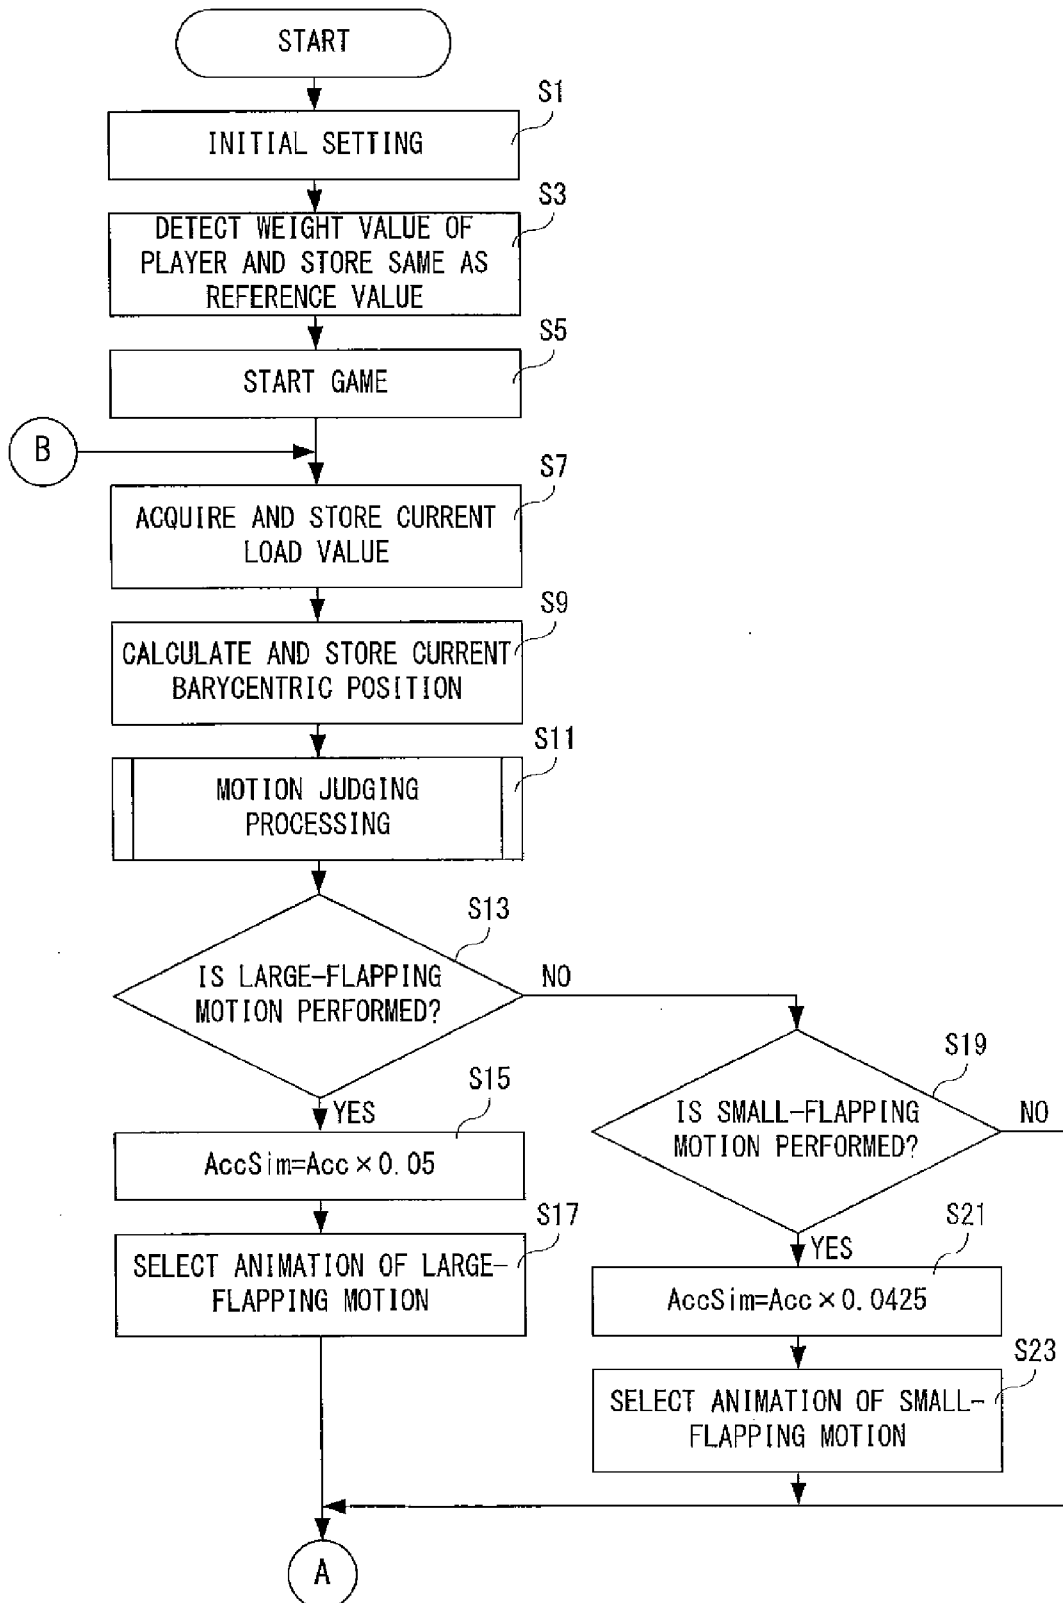 START
S1
INITIAL SETTING
S3
DETECT WEIGHT VALUE OF
PLAYER AND STORE SAME AS
REFERENCE VALUE
S5
START GAME
B
S7
ACQUIRE AND STORE CURRENT
LOAD VALUE
S9
CALCULATE AND STORE CURRENT
BARYCENTRIC POSITION
S11
MOTION JUDGING
PROCESSING
S13
IS LARGE-FLAPPING
MOTION PERFORMED?
NO
YES
S15
AccSim=Acc×0.05
S17
SELECT ANIMATION OF LARGE-
FLAPPING MOTION
S19
IS SMALL-FLAPPING
MOTION PERFORMED?
NO
YES
S21
AccSim=Acc×0.0425
S23
SELECT ANIMATION OF SMALL-
FLAPPING MOTION
A